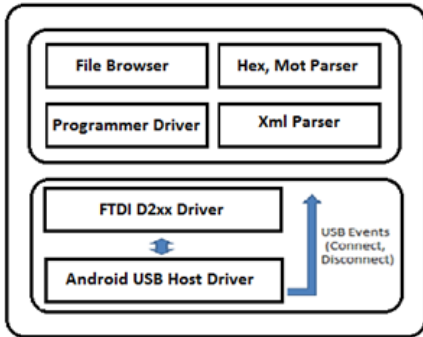 File Browser
Hex, Mot Parser
Programmer Driver
Xml Parser
FTDI D2xx Driver
USB Events
(Connect,
Disconnect)
Android USB Host Driver